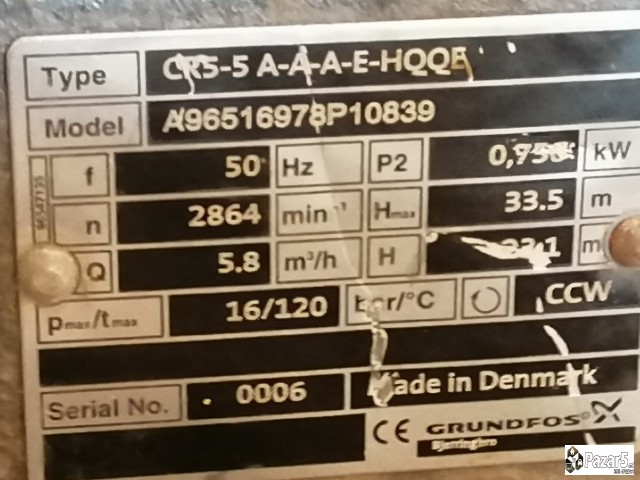 Type CR5-5 A-A-A-E-HQQE
Model A96516978P10839
f 50 Hz P2 kW
n 2864 min⁻¹ Hmax 33.5 m
Q 5.8 m³/h H m
pmax/tmax 16/120 bar/°C CCW
Serial No. 0006 Made in Denmark
CE GRUNDFOS
Pazar5